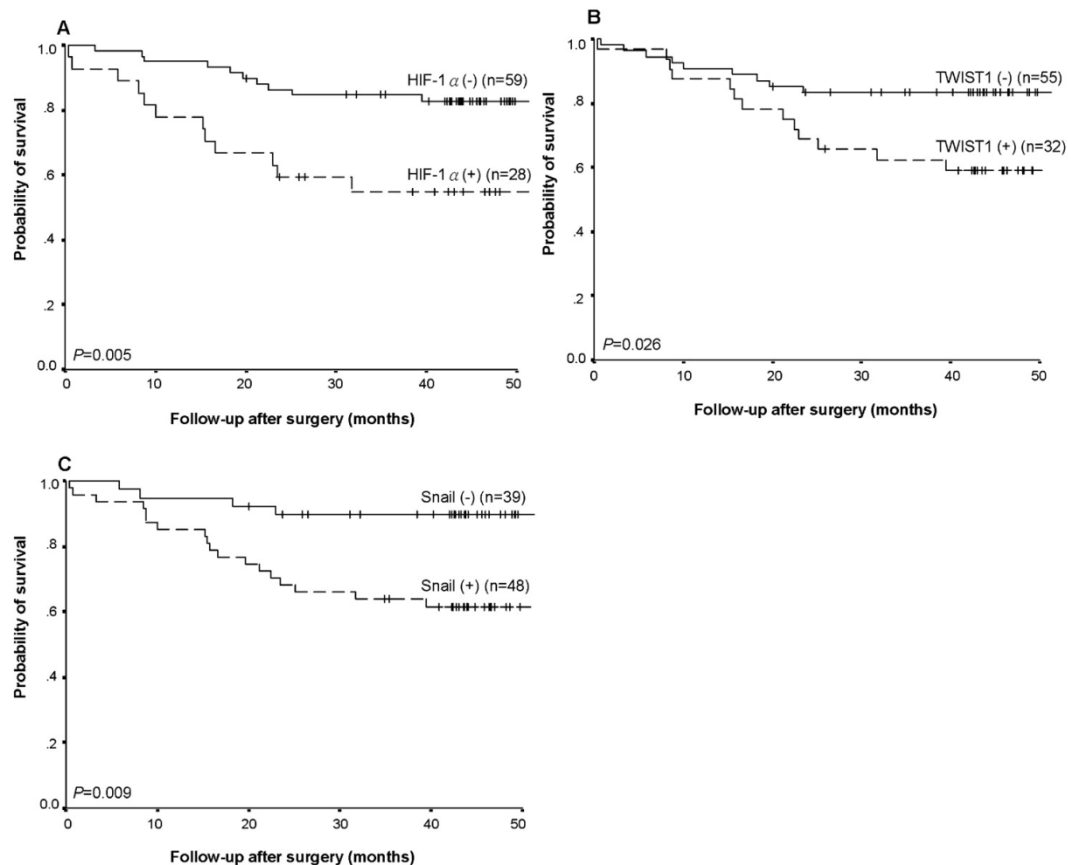 A
1.0
.8
.6
.4
.2
0.0
Probability of survival
HIF-1 α (-) (n=59)
HIF-1 α (+) (n=28)
P=0.005
0 10 20 30 40 50
Follow-up after surgery (months)
B
1.0
.8
.6
.4
.2
0.0
Probability of survival
TWIST1 (-) (n=55)
TWIST1 (+) (n=32)
P=0.026
0 10 20 30 40 50
Follow-up after surgery (months)
C
1.0
.8
.6
.4
.2
0.0
Probability of survival
Snail (-) (n=39)
Snail (+) (n=48)
P=0.009
0 10 20 30 40 50
Follow-up after surgery (months)